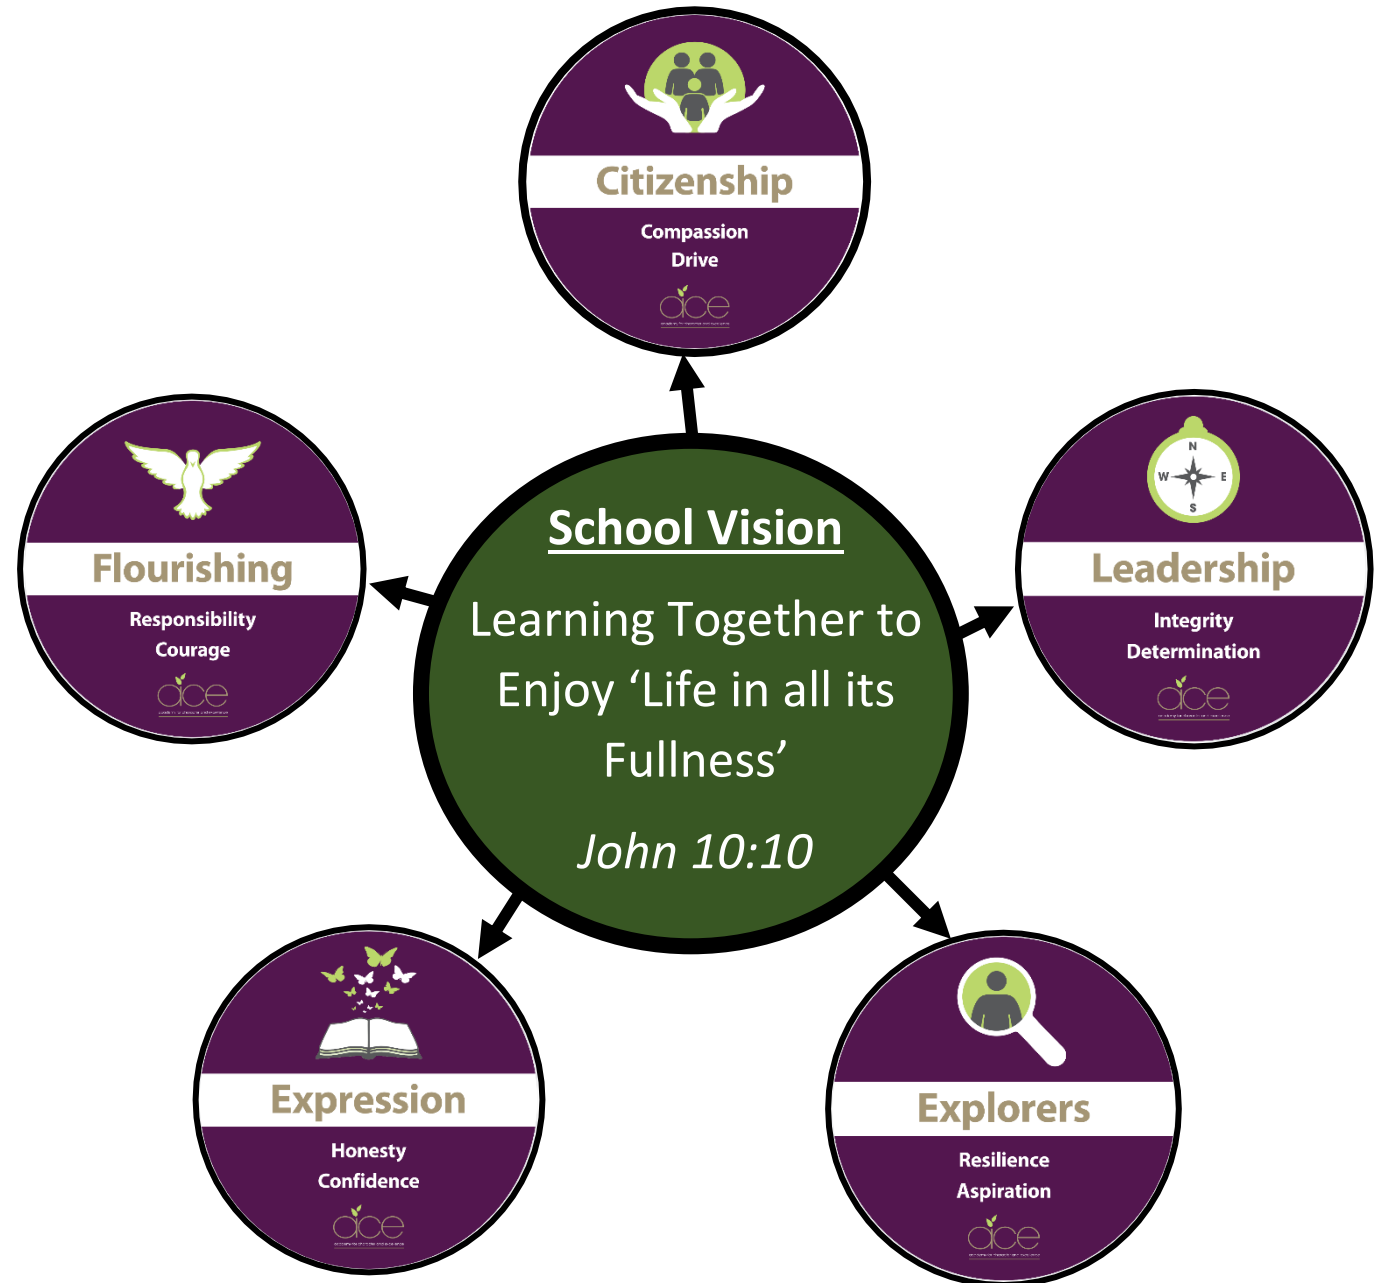 Citizenship
Compassion
Drive
ace
School Vision
Learning Together to
Enjoy ‘Life in all its
Fullness’
John 10:10
Flourishing
Responsibility
Courage
ace
N
W E
S
Leadership
Integrity
Determination
ace
Expression
Honesty
Confidence
ace
Explorers
Resilience
Aspiration
ace